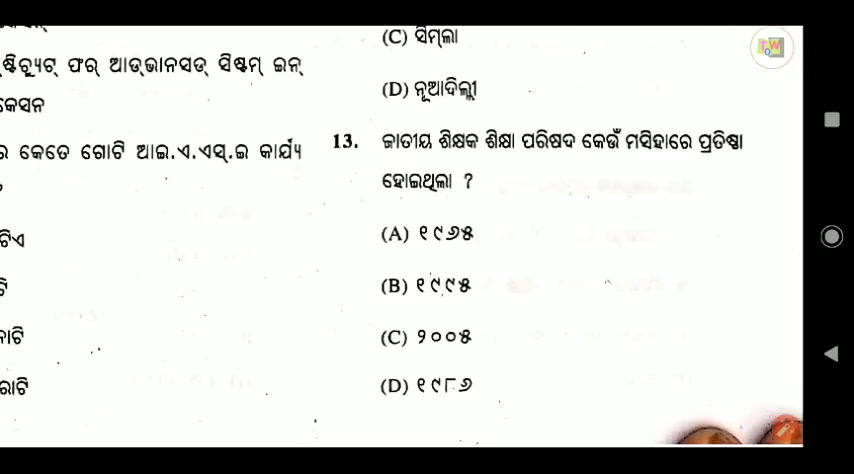 ଷ୍ଟିଚ୍ୟୁଟ୍ ଫର୍ ଆଡ୍‌ଭାନସଡ୍ ସିଷ୍ଟମ୍ ଇନ୍
କେସନ
କେତେ ଗୋଟି ଆଇ.ଏ.ଏସ୍.ଇ କାର୍ଯ୍ୟ
(C) ସିମ୍ଲା
(D) ନୂଆଦିଲ୍ଲୀ
13. ଜାତୀୟ ଶିକ୍ଷକ ଶିକ୍ଷା ପରିଷଦ କେଉଁ ମସିହାରେ ପ୍ରତିଷ୍ଠା
ହୋଇଥିଲା ?
(A) ୧୯୬୫
(B) ୧୯୯୫
(C) ୨୦୦୫
(D) ୧୯୮୬